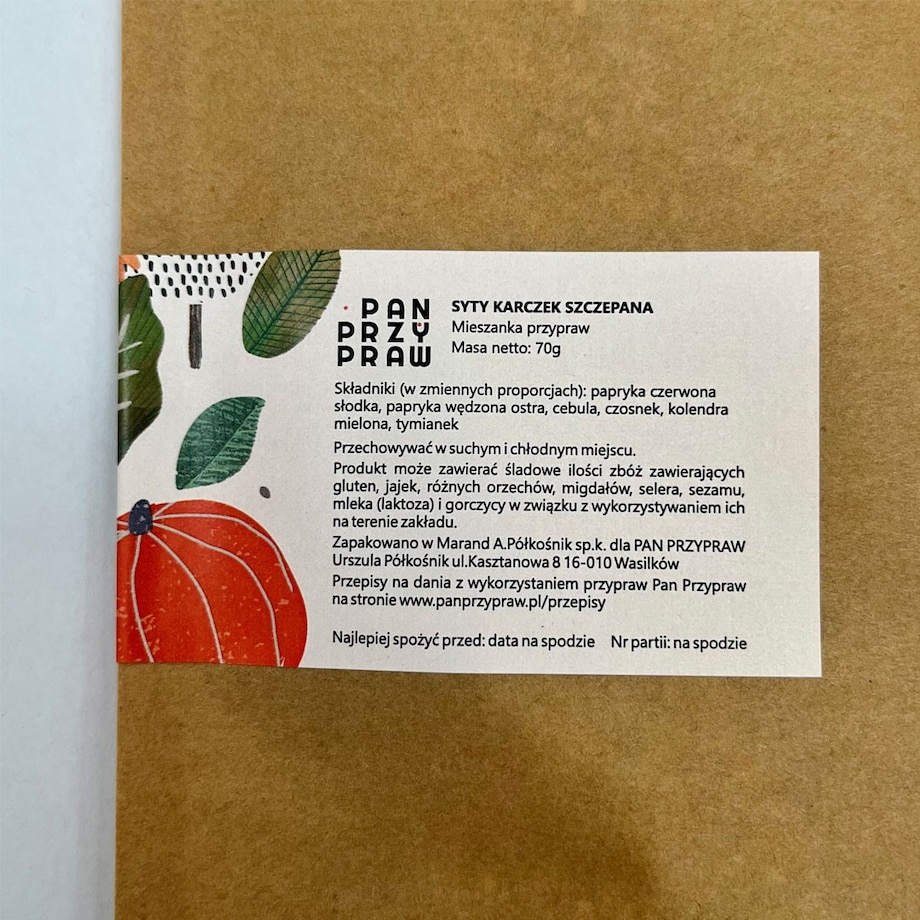 PAN
PRZY
PRAW
SYTY KARCZEK SZCZEPANA
Mieszanka przypraw
Masa netto: 70g
Składniki (w zmiennych proporcjach): papryka czerwona
słodka, papryka wędzona ostra, cebula, czosnek, kolendra
mielona, tymianek
Przechowywać w suchym i chłodnym miejscu.
Produkt może zawierać śladowe ilości zbóż zawierających
gluten, jajek, różnych orzechów, migdałów, selera, sezamu,
mleka (laktoza) i gorczycy w związku z wykorzystywaniem ich
na terenie zakładu.
Zapakowano w Marand A.Półkośnik sp.k. dla PAN PRZYPRAW
Urszula Półkośnik ul.Kasztanowa 8 16-010 Wasilków
Przepisy na dania z wykorzystaniem przypraw Pan Przypraw
na stronie www.panprzypraw.pl/przepisy
Najlepiej spożyć przed: data na spodzie Nr partii: na spodzie